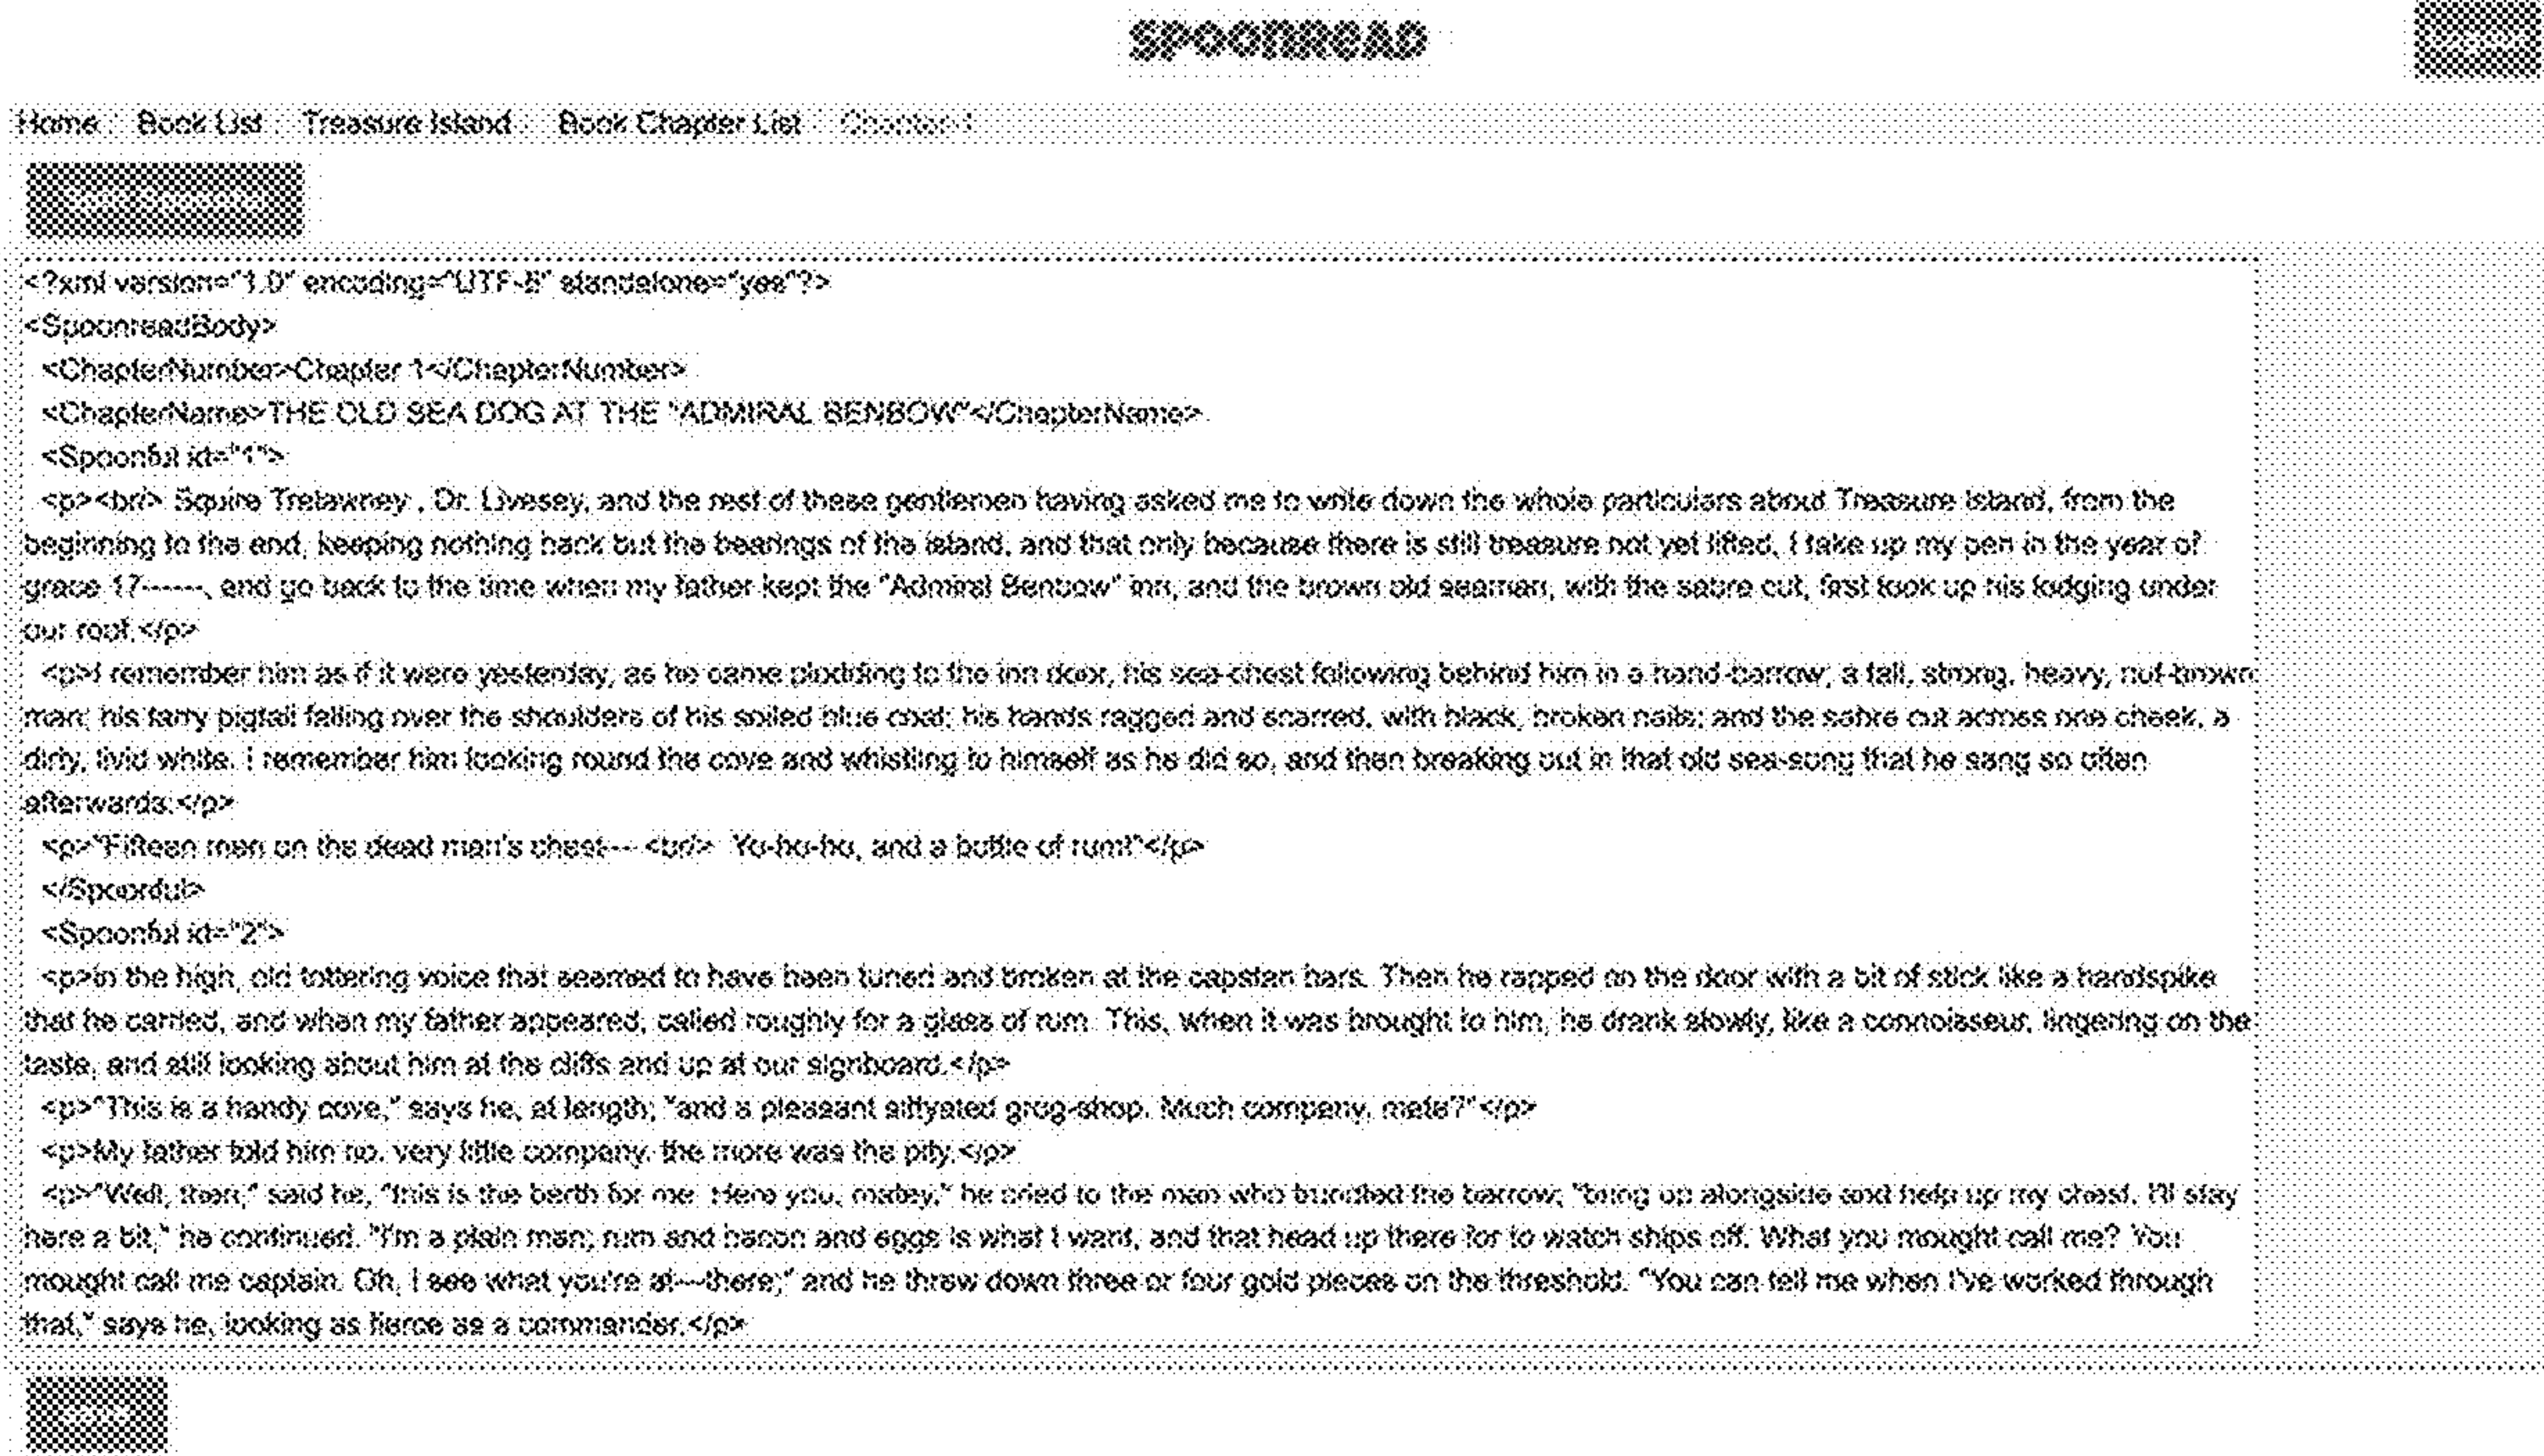 SPOONREAD
Home Book List Treasure Island Book Chapter List Chapter 1
<?xml version="1.0" encoding="UTF-8" standalone="yes"?>
<SpoonreadBody>
<ChapterNumber>Chapter 1</ChapterNumber>
<ChapterName>THE OLD SEA DOG AT THE "ADMIRAL BENBOW"</ChapterName>
<Spoonful id="1">
<p><br/> Squire Trelawney , Dr. Livesey, and the rest of these gentlemen having asked me to write down the whole particulars about Treasure Island, from the
beginning to the end, keeping nothing back but the bearings of the island, and that only because there is still treasure not yet lifted, I take up my pen in the year of
grace 17------, and go back to the time when my father kept the "Admiral Benbow" inn, and the brown old seaman, with the sabre cut, first took up his lodging under
our roof.</p>
<p>I remember him as if it were yesterday, as he came plodding to the inn door, his sea-chest following behind him in a hand-barrow; a tall, strong, heavy, nut-brown
man; his tarry pigtail falling over the shoulders of his soiled blue coat; his hands ragged and scarred, with black, broken nails; and the sabre cut across one cheek, a
dirty, livid white. I remember him looking round the cove and whistling to himself as he did so, and then breaking out in that old sea-song that he sang so often
afterwards:</p>
<p>"Fifteen men on the dead man's chest--- <br/> Yo-ho-ho, and a bottle of rum!"</p>
</Spoonful>
<Spoonful id="2">
<p>in the high, old tottering voice that seemed to have been tuned and broken at the capstan bars. Then he rapped on the door with a bit of stick like a handspike
that he carried, and when my father appeared, called roughly for a glass of rum. This, when it was brought to him, he drank slowly, like a connoisseur, lingering on the
taste, and still looking about him at the cliffs and up at our signboard.</p>
<p>"This is a handy cove," says he, at length; "and a pleasant sittyated grog-shop. Much company, mate?"</p>
<p>My father told him no, very little company, the more was the pity.</p>
<p>"Well, then," said he, "this is the berth for me. Here you, matey," he cried to the man who trundled the barrow; "bring up alongside and help up my chest. I'll stay
here a bit," he continued. "I'm a plain man; rum and bacon and eggs is what I want, and that head up there for to watch ships off. What you mought call me? You
mought call me captain. Oh, I see what you're at---there;" and he threw down three or four gold pieces on the threshold. "You can tell me when I've worked through
that," says he, looking as fierce as a commander.</p>